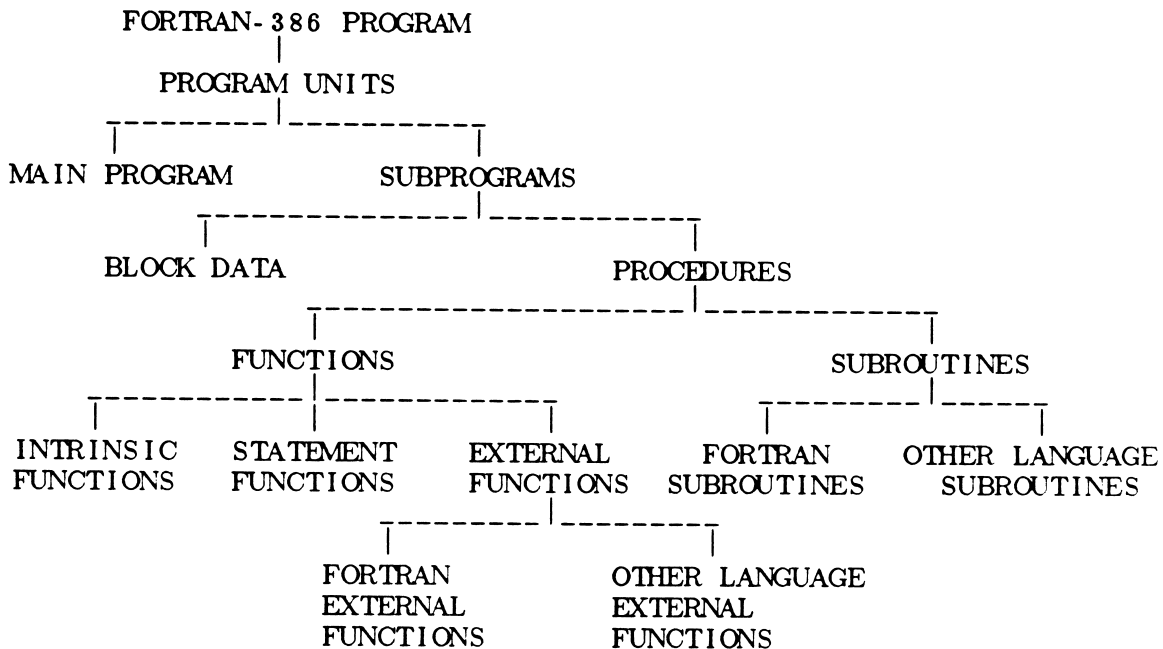 FORTRAN-386 PROGRAM
PROGRAM UNITS
MAIN PROGRAM SUBPROGRAMS
BLOCK DATA PROCEDURES
FUNCTIONS SUBROUTINES
INTRINSIC STATEMENT EXTERNAL FORTRAN OTHER LANGUAGE
FUNCTIONS FUNCTIONS FUNCTIONS SUBROUTINES SUBROUTINES
FORTRAN OTHER LANGUAGE
EXTERNAL EXTERNAL
FUNCTIONS FUNCTIONS